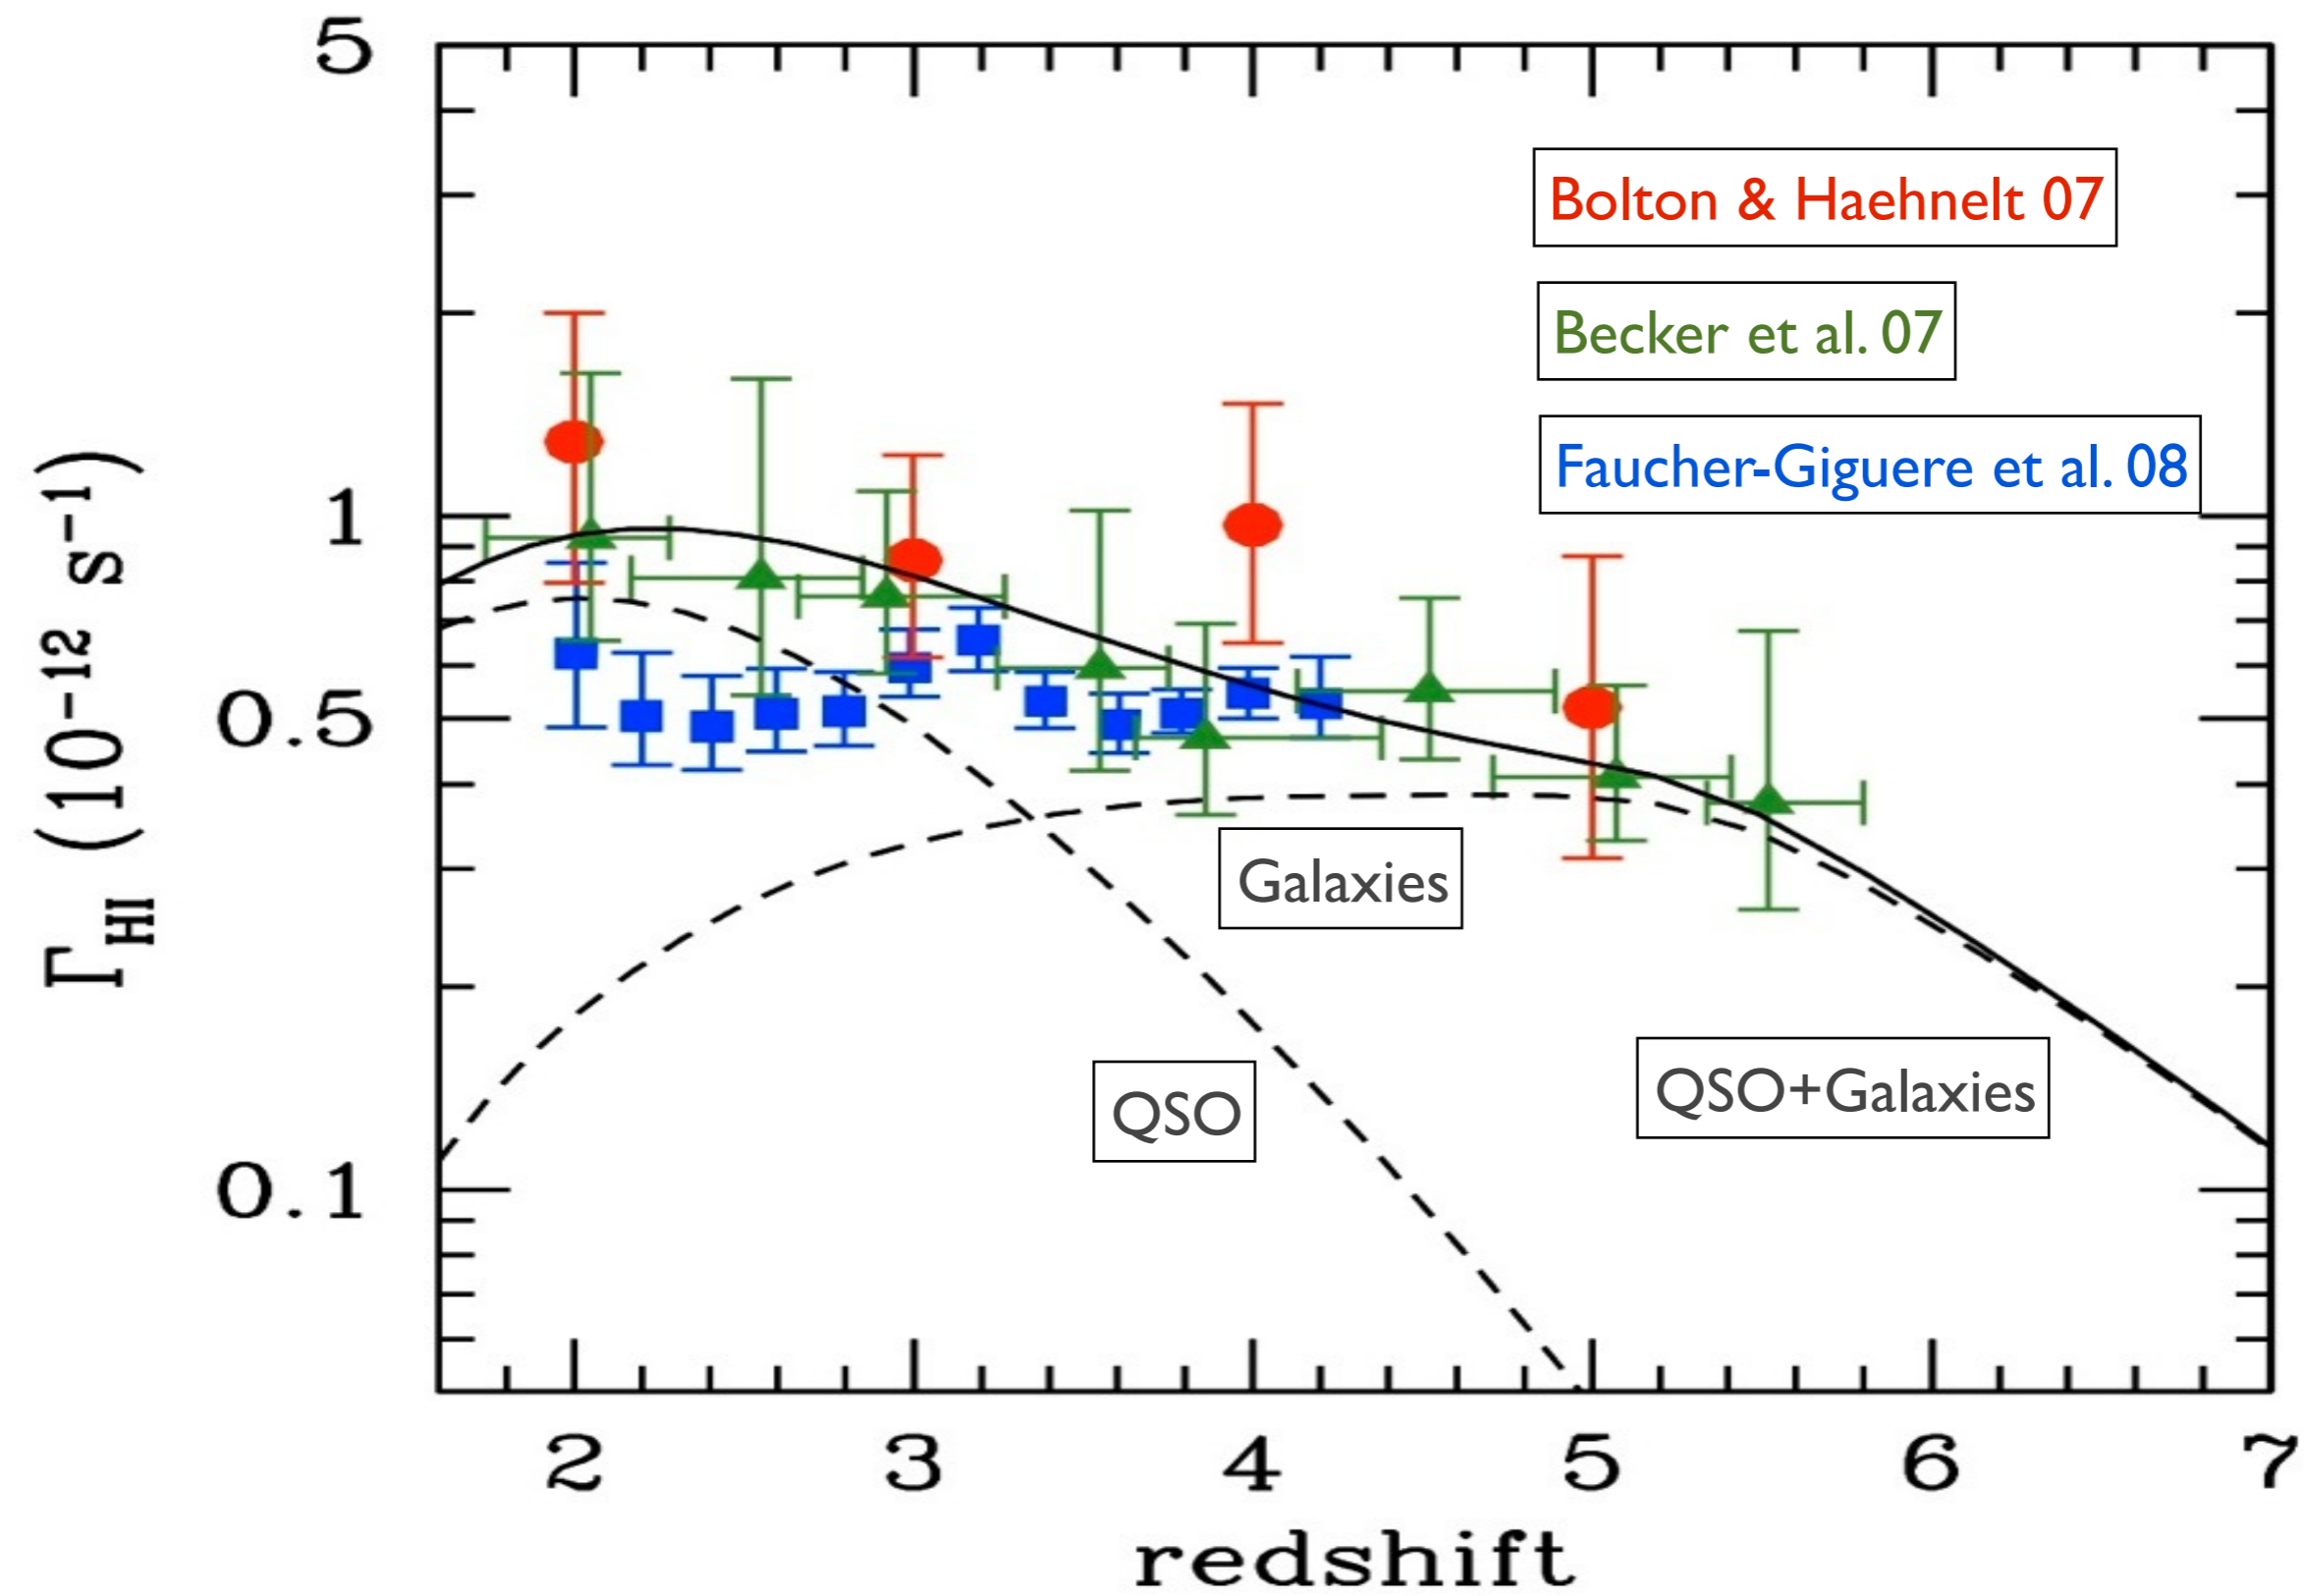 5
1
0.5
0.1
Γ HI (10⁻¹² s⁻¹)
Bolton & Haehnelt 07
Becker et al. 07
Faucher-Giguere et al. 08
Galaxies
QSO
QSO+Galaxies
2 3 4 5 6 7
redshift